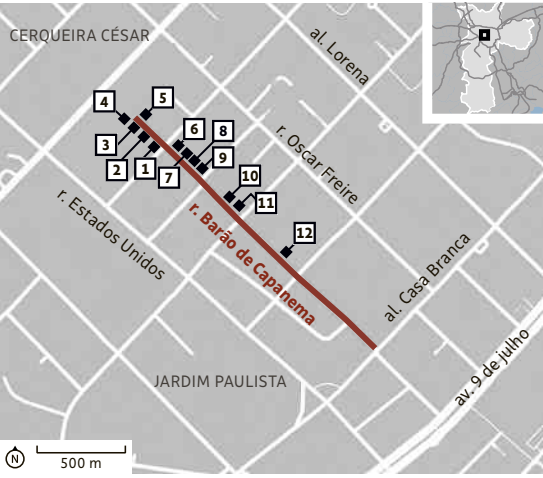 CERQUEIRA CÉSAR
al. Lorena
4
5
3
6
8
2
1
7
9
r. Oscar Freire
10
11
12
r. Estados Unidos
r. Barão de Capanema
al. Casa Branca
av. 9 de julho
JARDIM PAULISTA
N
500 m